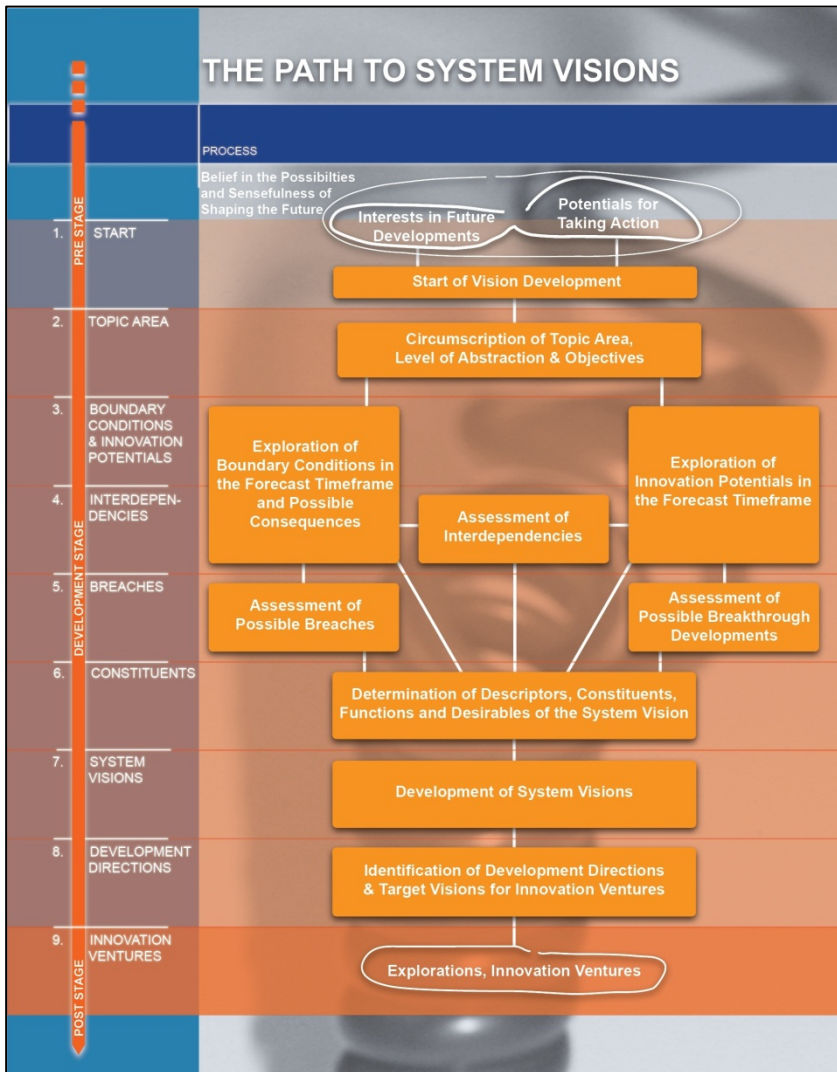 THE PATH TO SYSTEM VISIONS
PROCESS
Belief in the Possibilties
and Sensefulness of
Shaping the Future
Interests in Future
Developments
Potentials for
Taking Action
PRE STAGE
1. START
Start of Vision Development
2. TOPIC AREA
Circumscription of Topic Area,
Level of Abstraction & Objectives
DEVELOPMENT STAGE
3. BOUNDARY
CONDITIONS
& INNOVATION
POTENTIALS
Exploration of
Boundary Conditions in
the Forecast Timeframe
and Possible
Consequences
Exploration of
Innovation Potentials in
the Forecast Timeframe
4. INTERDEPEN-
DENCIES
Assessment of
Interdependencies
5. BREACHES
Assessment of
Possible Breaches
Assessment of
Possible Breakthrough
Developments
6. CONSTITUENTS
Determination of Descriptors, Constituents,
Functions and Desirables of the System Vision
7. SYSTEM
VISIONS
Development of System Visions
8. DEVELOPMENT
DIRECTIONS
Identification of Development Directions
& Target Visions for Innovation Ventures
POST STAGE
9. INNOVATION
VENTURES
Explorations, Innovation Ventures